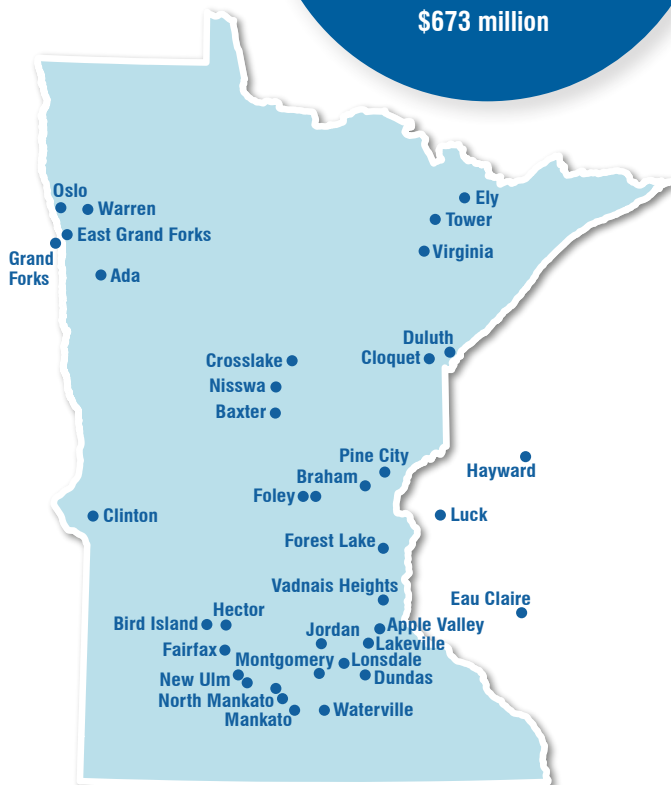 $673 million
Oslo
Warren
East Grand Forks
Grand
Forks
Ada
Ely
Tower
Virginia
Duluth
Cloquet
Crosslake
Nisswa
Baxter
Pine City
Braham
Foley
Hayward
Clinton
Luck
Forest Lake
Vadnais Heights
Eau Claire
Hector
Bird Island
Jordan
Apple Valley
Lakeville
Fairfax
Montgomery
Lonsdale
New Ulm
Dundas
North Mankato
Mankato
Waterville